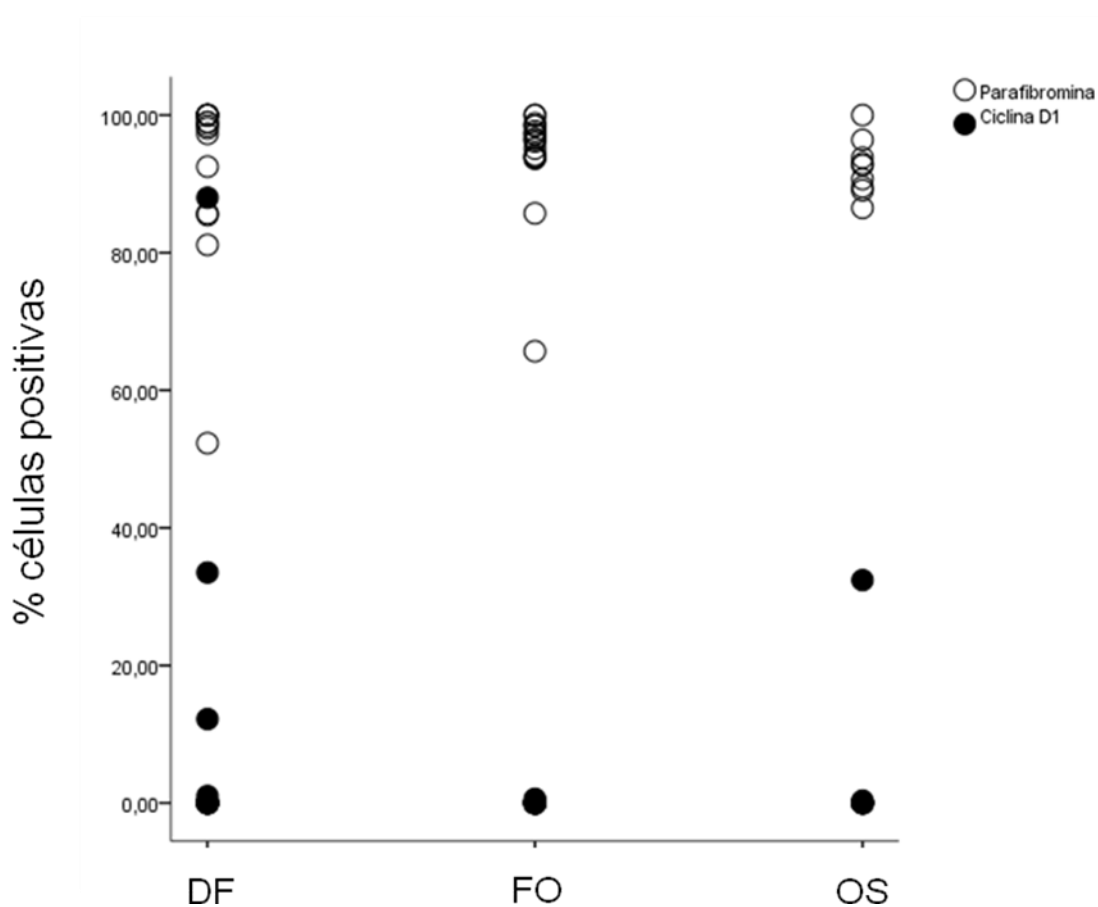 Parafibromina
Ciclina D1
% células positivas
100,00
80,00
60,00
40,00
20,00
0,00
DF FO OS